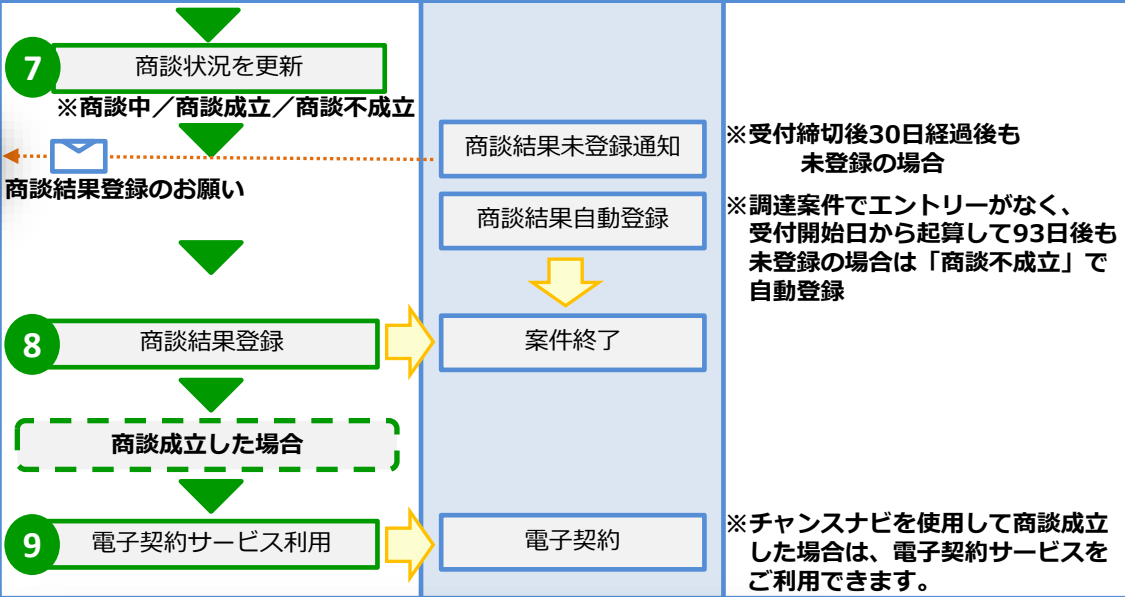 7
商談状況を更新
※商談中／商談成立／商談不成立
商談結果登録のお願い
商談結果未登録通知
※受付締切後30日経過後も
未登録の場合
商談結果自動登録
※調達案件でエントリーがなく、
受付開始日から起算して93日後も
未登録の場合は「商談不成立」で
自動登録
8
商談結果登録
案件終了
商談成立した場合
9
電子契約サービス利用
電子契約
※チャンスナビを使用して商談成立
した場合は、電子契約サービスを
ご利用できます。